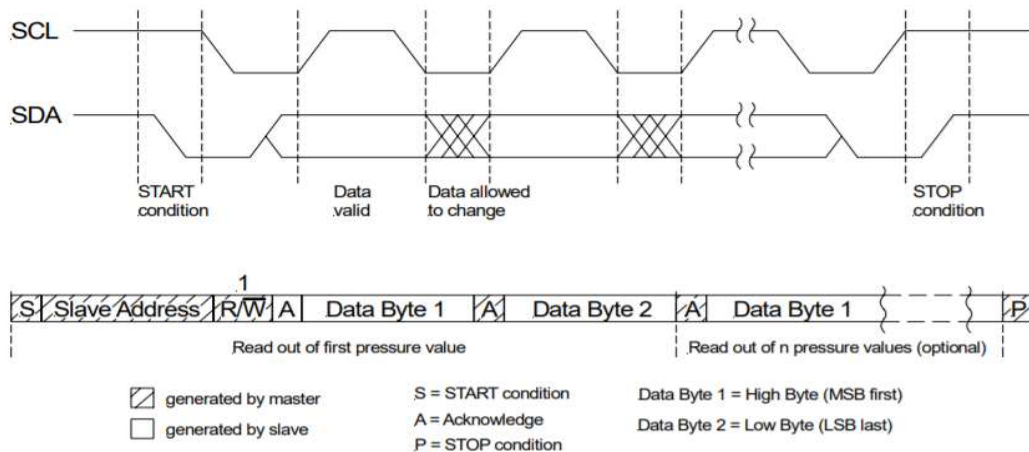 SCL
SDA
START condition
Data valid
Data allowed to change
STOP condition
1
S Slave Address R/W̅ A Data Byte 1 A Data Byte 2 A Data Byte 1 P
Read out of first pressure value Read out of n pressure values (optional)
generated by master
generated by slave
S = START condition
A = Acknowledge
P = STOP condition
Data Byte 1 = High Byte (MSB first)
Data Byte 2 = Low Byte (LSB last)